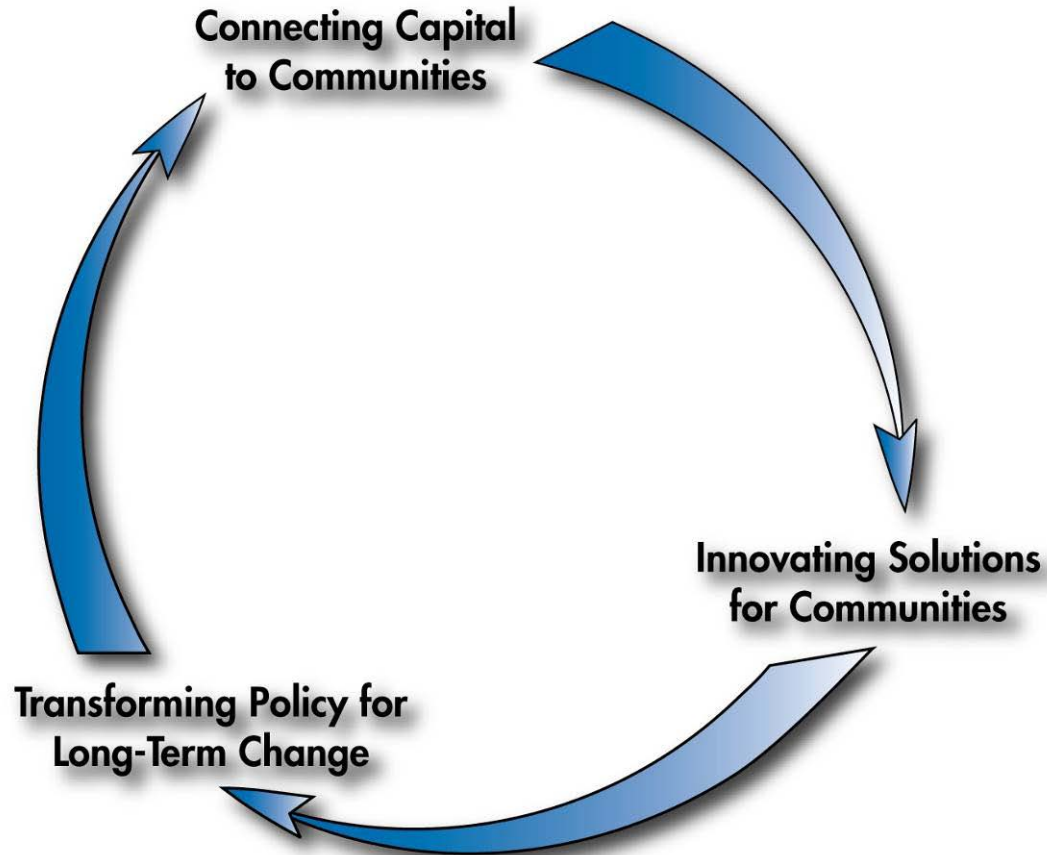 Connecting Capital
to Communities
Innovating Solutions
for Communities
Transforming Policy for
Long-Term Change